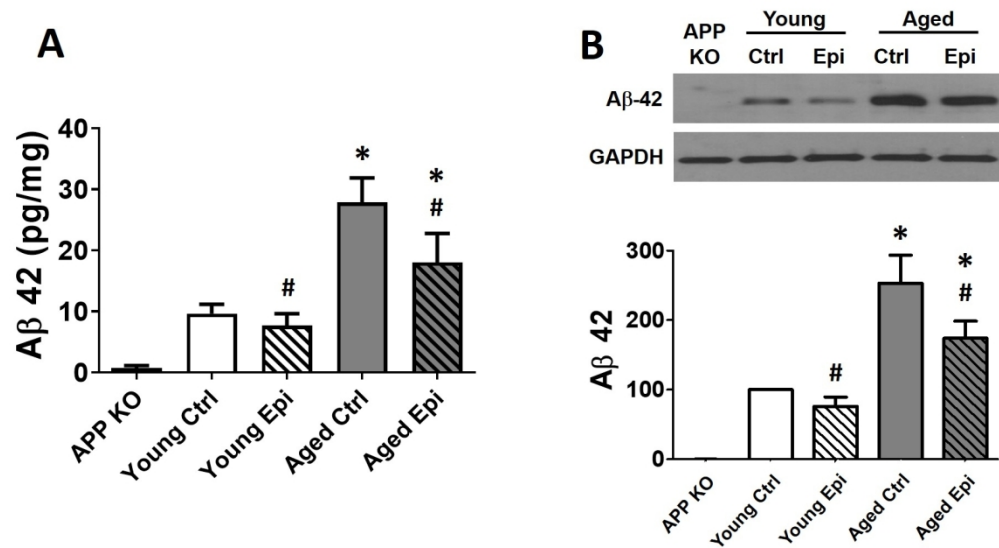 A
Aβ 42 (pg/mg)
40
30
20
10
0
*
*
#
#
APP KO
Young Ctrl
Young Epi
Aged Ctrl
Aged Epi
B
APP KO
Young
Aged
Ctrl
Epi
Ctrl
Epi
Aβ-42
GAPDH
Aβ 42
300
200
100
0
*
*
#
#
APP KO
Young Ctrl
Young Epi
Aged Ctrl
Aged Epi